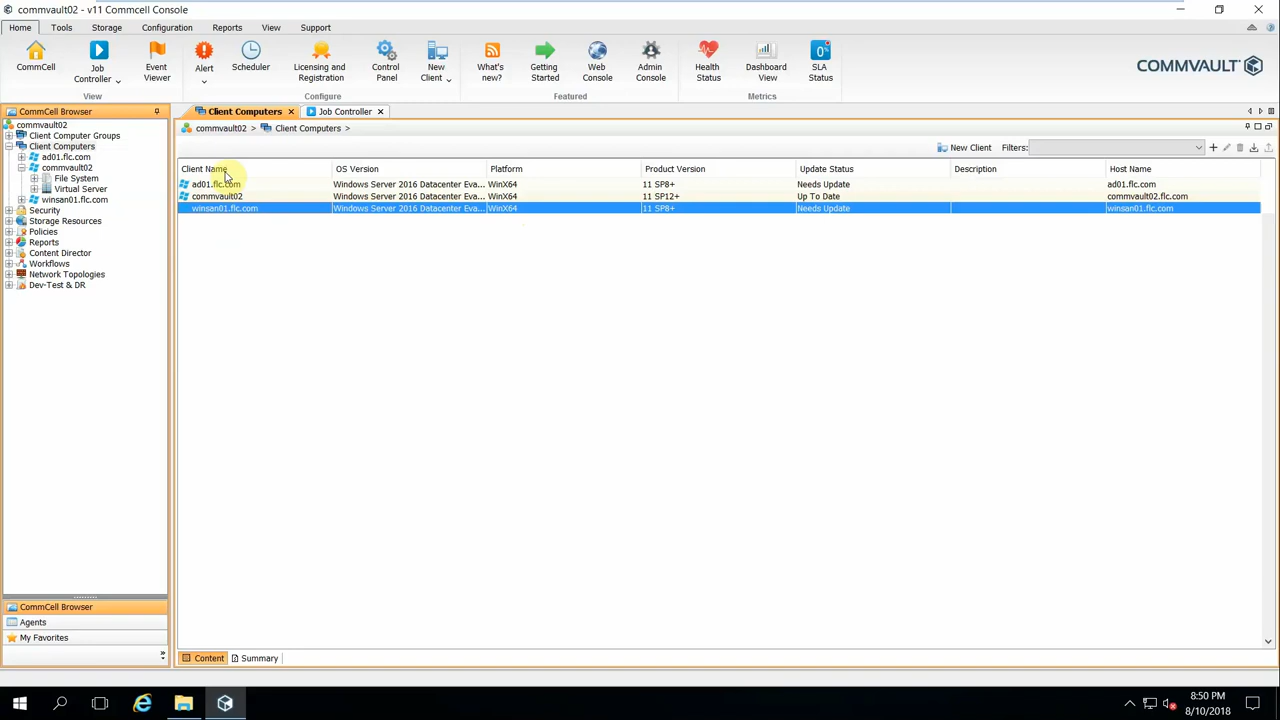 commvault02 - v11 Commcell Console
Home Tools Storage Configuration Reports View Support
CommCell
Job Controller
Event Viewer
View
Alert
Scheduler
Licensing and Registration
Control Panel
New Client
Configure
What's new?
Getting Started
Web Console
Admin Console
Featured
Health Status
Dashboard View
SLA Status
Metrics
COMMVAULT
CommCell Browser
commvault02
Client Computer Groups
Client Computers
ad01.flc.com
commvault02
File System
Virtual Server
winsan01.flc.com
Security
Storage Resources
Policies
Reports
Content Director
Workflows
Network Topologies
Dev-Test & DR
CommCell Browser
Agents
My Favorites
Client Computers Job Controller
commvault02 > Client Computers >
New Client Filters:
Client Name OS Version Platform Product Version Update Status Description Host Name
ad01.flc.com Windows Server 2016 Datacenter Eva... WinX64 11 SP8+ Needs Update ad01.flc.com
commvault02 Windows Server 2016 Datacenter Eva... WinX64 11 SP12+ Up To Date commvault02.flc.com
winsan01.flc.com Windows Server 2016 Datacenter Eva... WinX64 11 SP8+ Needs Update winsan01.flc.com
Content Summary
8:50 PM
8/10/2018